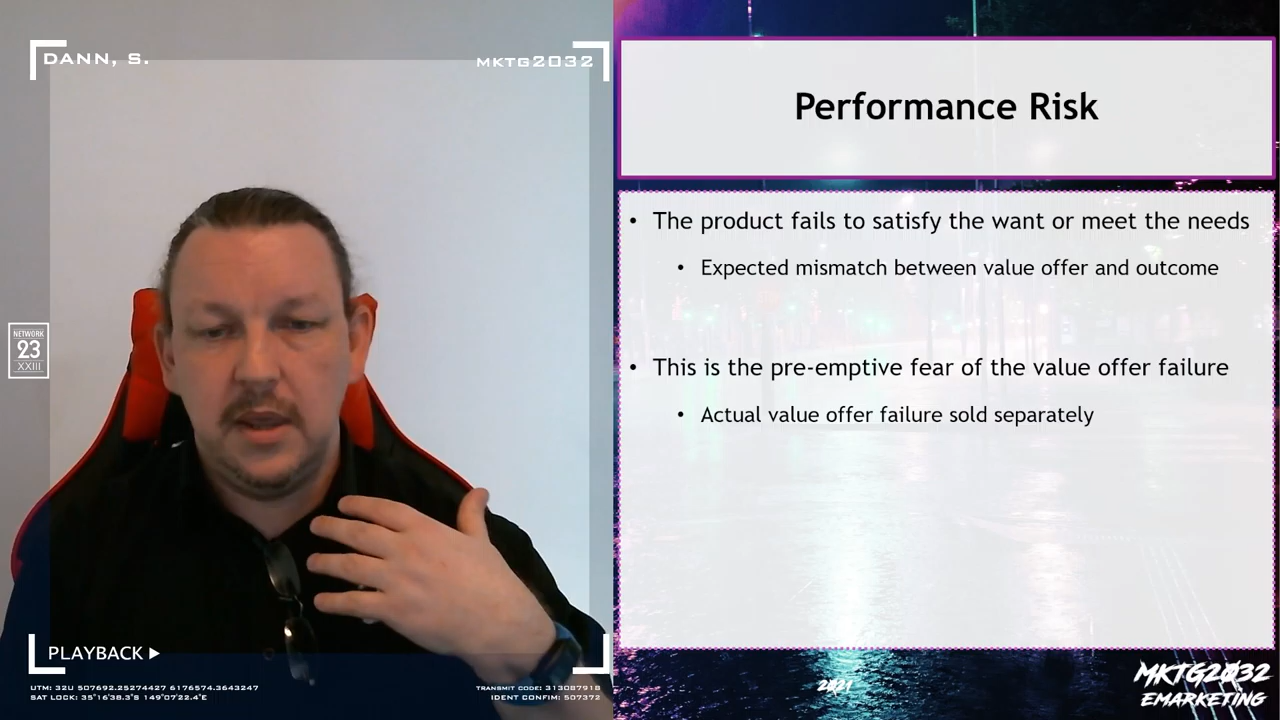 DANN, S.
MKTG2032
NETWORK
23
XXIII
PLAYBACK
UTM: 32U 507692.25274427 6176574.3643247
SAT LOCK: 35°16'38.3"S 149°07'22.4"E
TRANSMIT CODE: 313087918
IDENT CONFIM: 507372
Performance Risk
• The product fails to satisfy the want or meet the needs
• Expected mismatch between value offer and outcome
• This is the pre-emptive fear of the value offer failure
• Actual value offer failure sold separately
2021
MKTG2032
EMARKETING